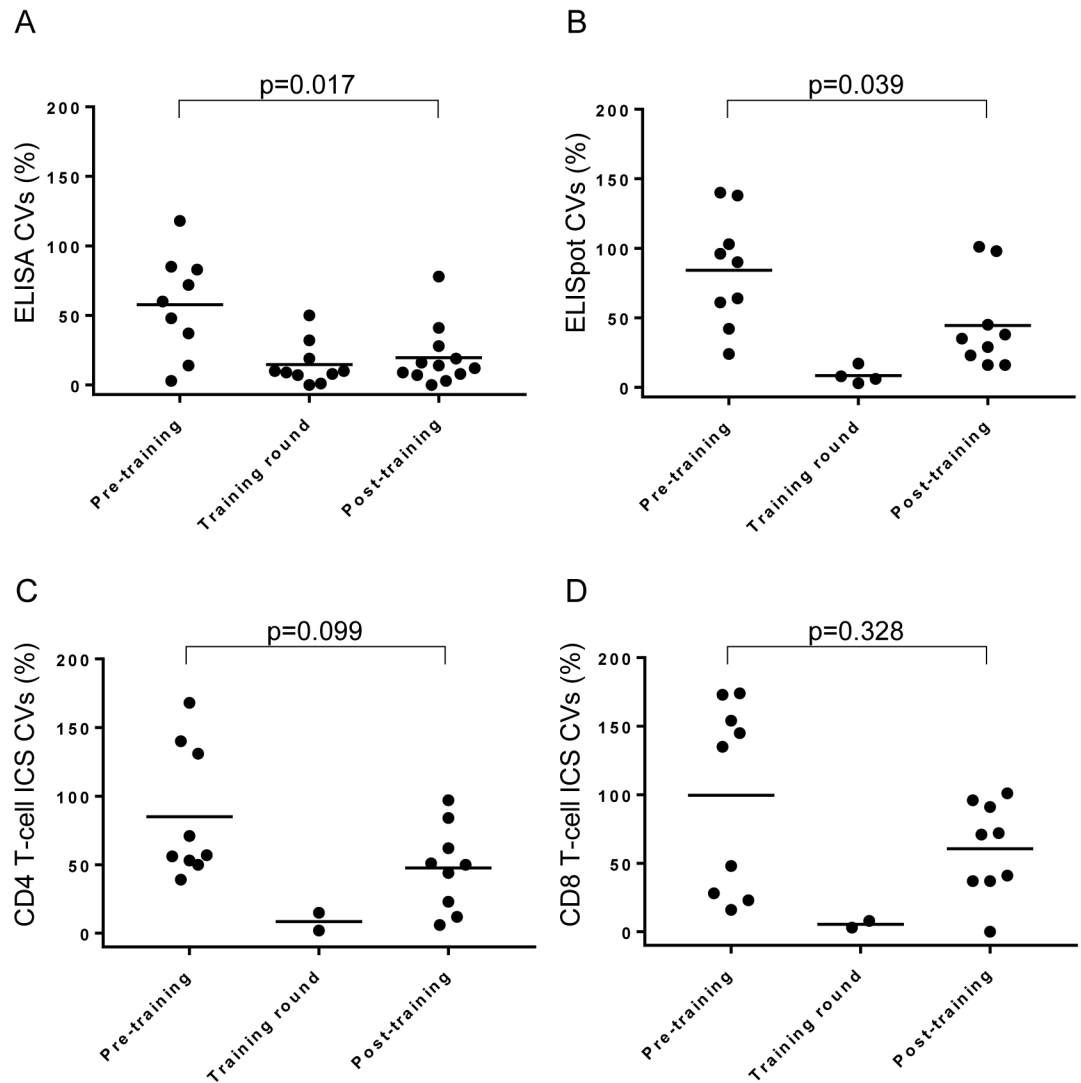 A
p=0.017
ELISA CVs (%)
200
150
100
50
0
Pre-training
Training round
Post-training
B
p=0.039
ELISpot CVs (%)
200
150
100
50
0
Pre-training
Training round
Post-training
C
p=0.099
CD4 T-cell ICS CVs (%)
200
150
100
50
0
Pre-training
Training round
Post-training
D
p=0.328
CD8 T-cell ICS CVs (%)
200
150
100
50
0
Pre-training
Training round
Post-training